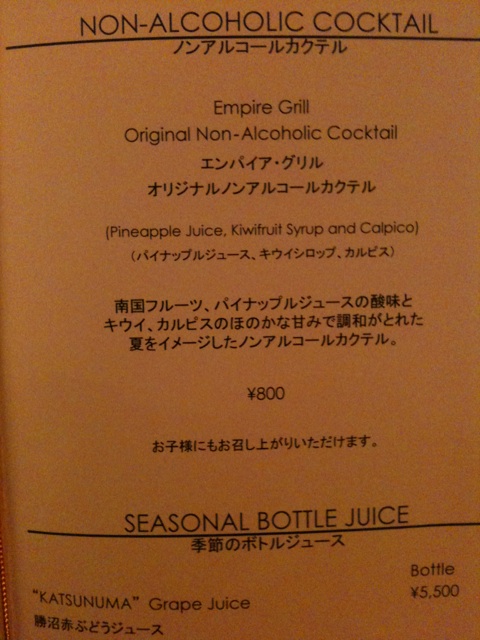 NON-ALCOHOLIC COCKTAIL
ノンアルコールカクテル
Empire Grill
Original Non-Alcoholic Cocktail
エンパイア・グリル
オリジナルノンアルコールカクテル
(Pineapple Juice, Kiwifruit Syrup and Calpico)
（パイナップルジュース、キウイシロップ、カルピス）
南国フルーツ、パイナップルジュースの酸味と
キウイ、カルピスのほのかな甘みで調和がとれた
夏をイメージしたノンアルコールカクテル。
¥800
お子様にもお召し上がりいただけます。
SEASONAL BOTTLE JUICE
季節のボトルジュース
Bottle
"KATSUNUMA" Grape Juice ¥5,500
勝沼赤ぶどうジュース